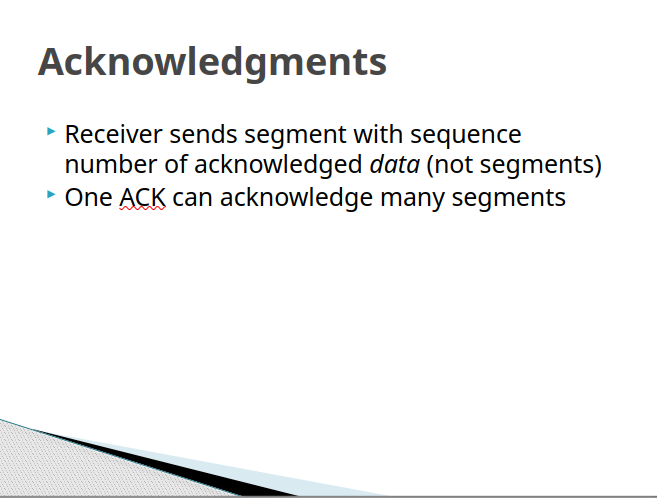 Acknowledgments
Receiver sends segment with sequence
number of acknowledged data (not segments)
One ACK can acknowledge many segments